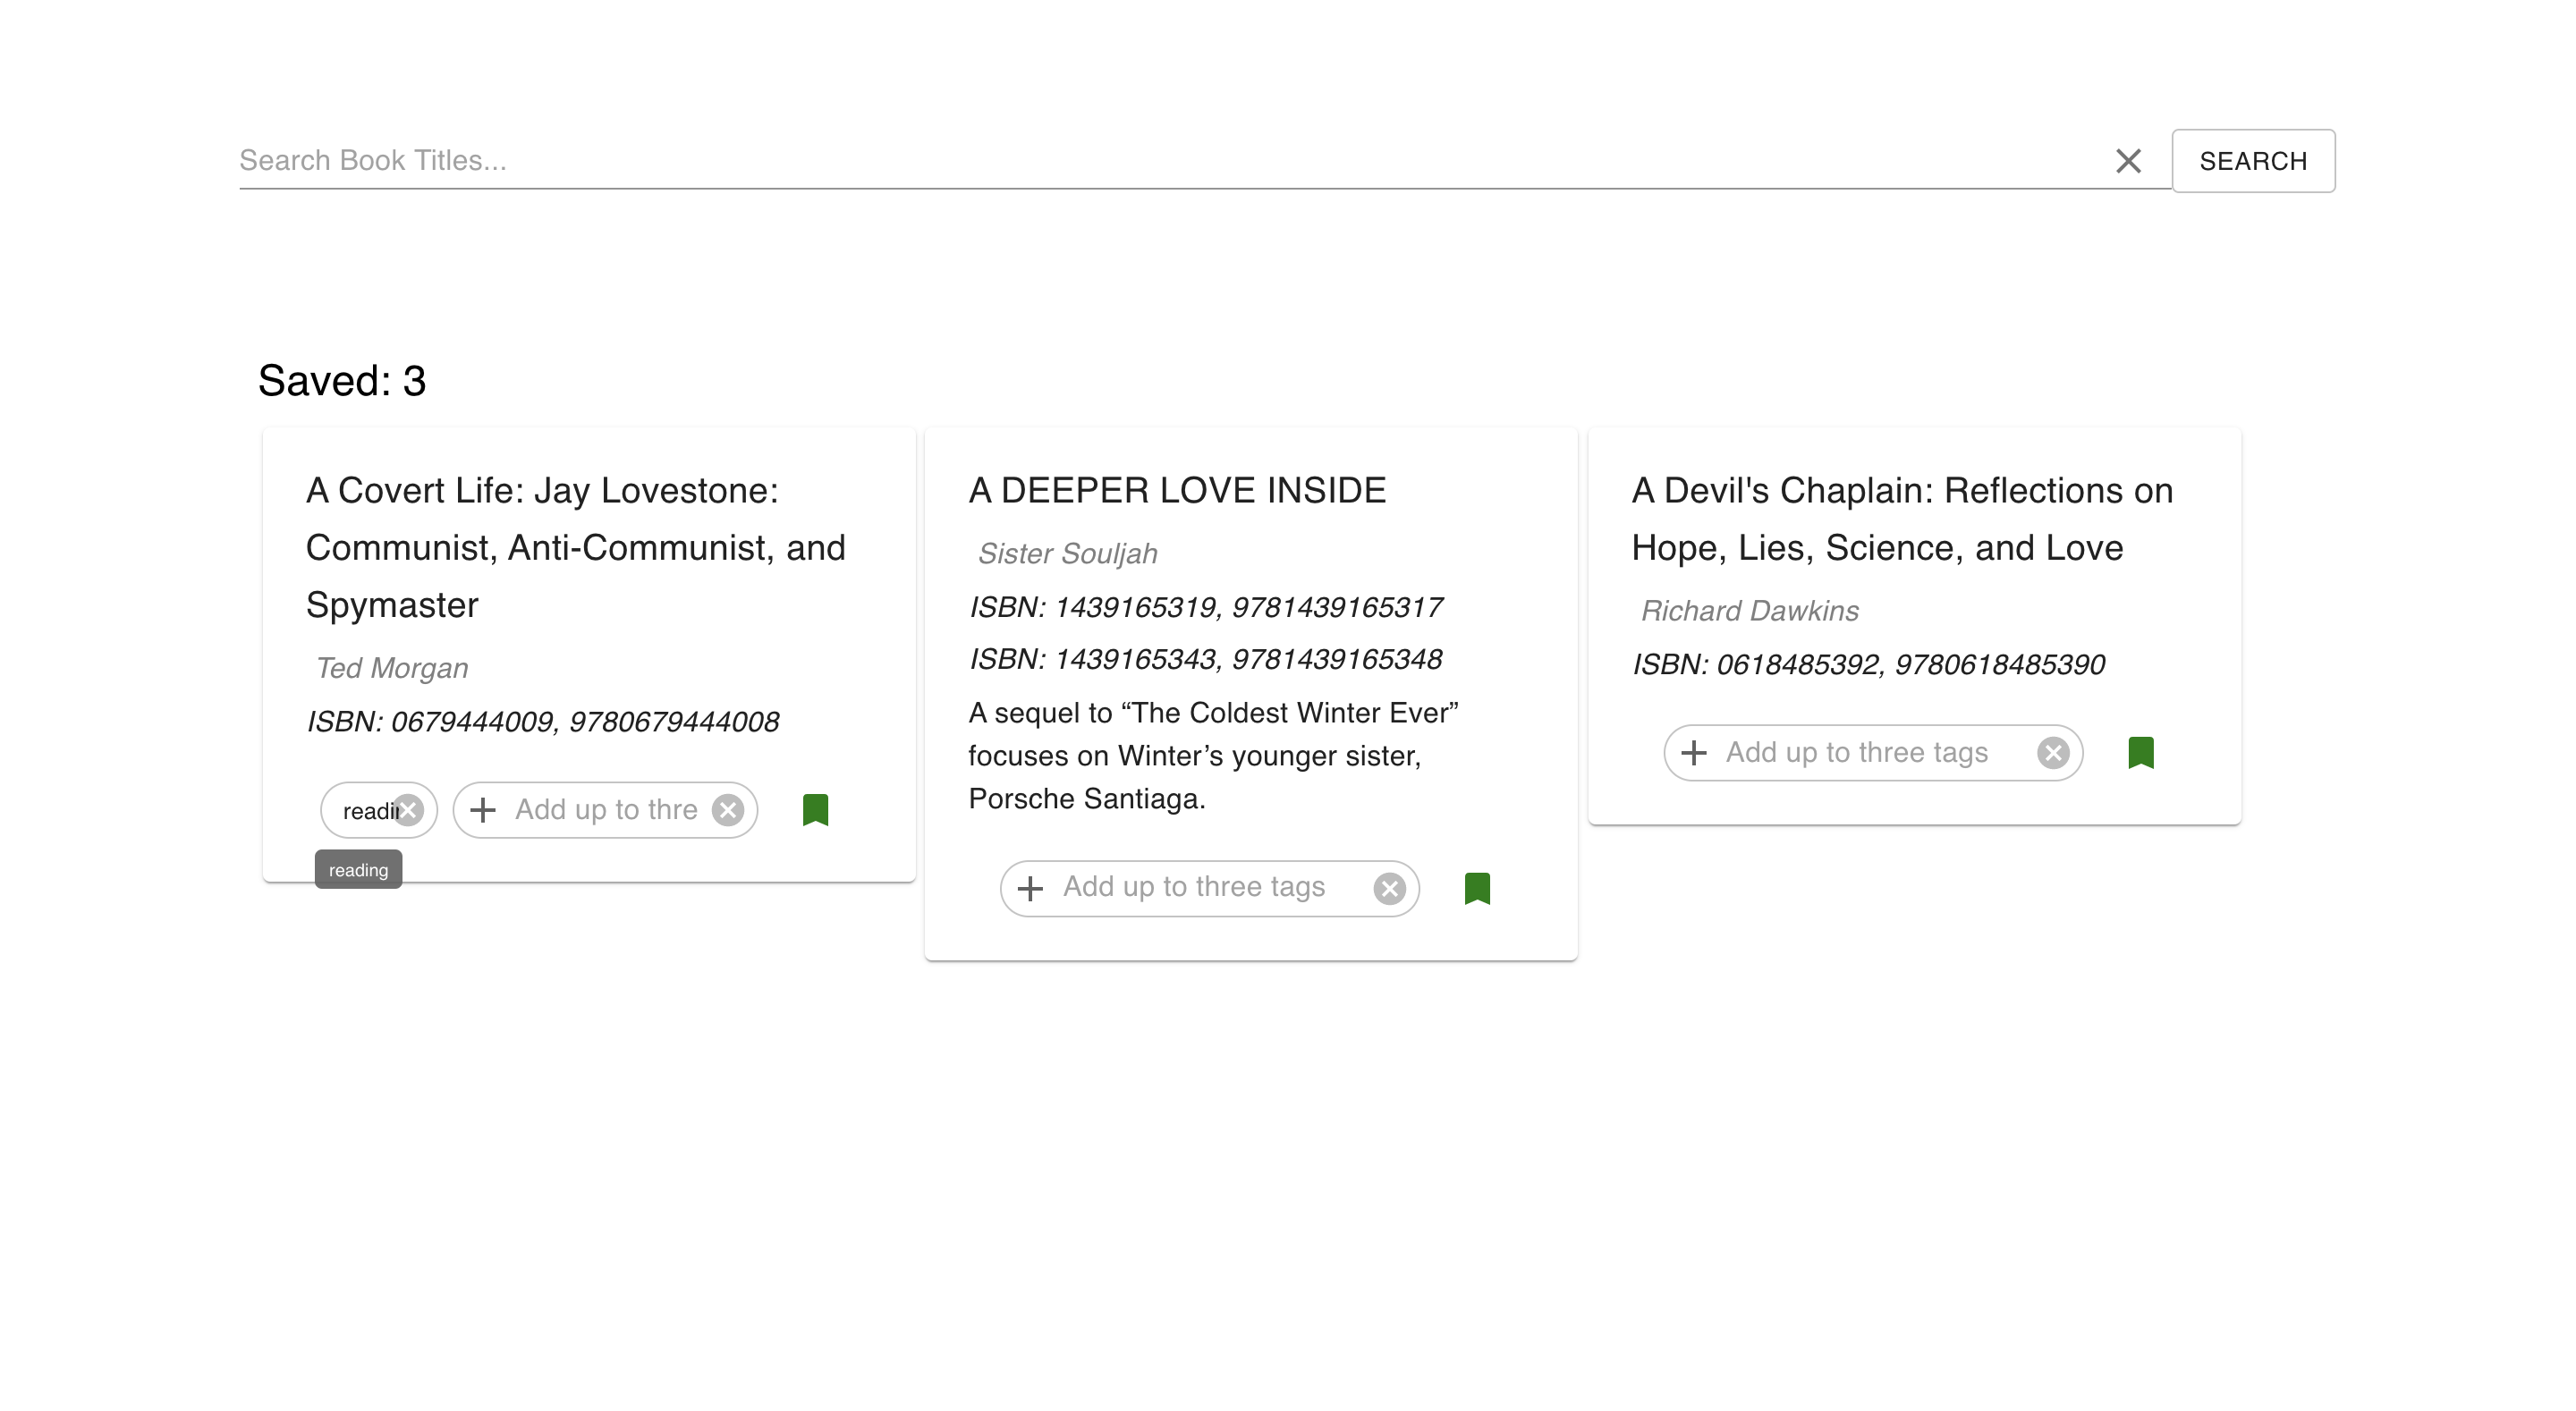 Search Book Titles...
SEARCH
Saved: 3
A Covert Life: Jay Lovestone:
Communist, Anti-Communist, and
Spymaster
Ted Morgan
ISBN: 0679444009, 9780679444008
readin
Add up to thre
reading
A DEEPER LOVE INSIDE
Sister Souljah
ISBN: 1439165319, 9781439165317
ISBN: 1439165343, 9781439165348
A sequel to “The Coldest Winter Ever”
focuses on Winter’s younger sister,
Porsche Santiaga.
Add up to three tags
A Devil's Chaplain: Reflections on
Hope, Lies, Science, and Love
Richard Dawkins
ISBN: 0618485392, 9780618485390
Add up to three tags